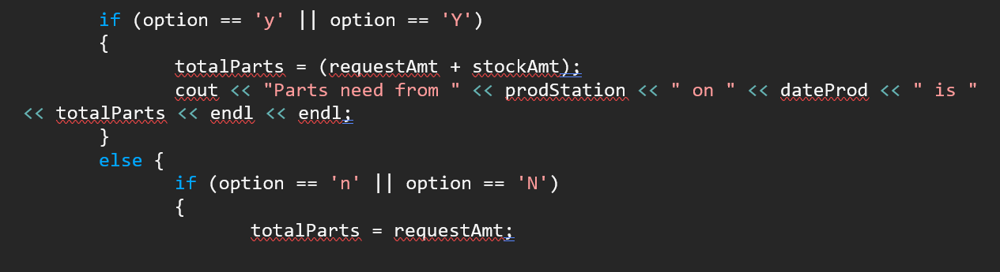 if (option == 'y' || option == 'Y')
{
totalParts = (requestAmt + stockAmt);
cout << "Parts need from " << prodStation << " on " << dateProd << " is "
<< totalParts << endl << endl;
}
else {
if (option == 'n' || option == 'N')
{
totalParts = requestAmt;